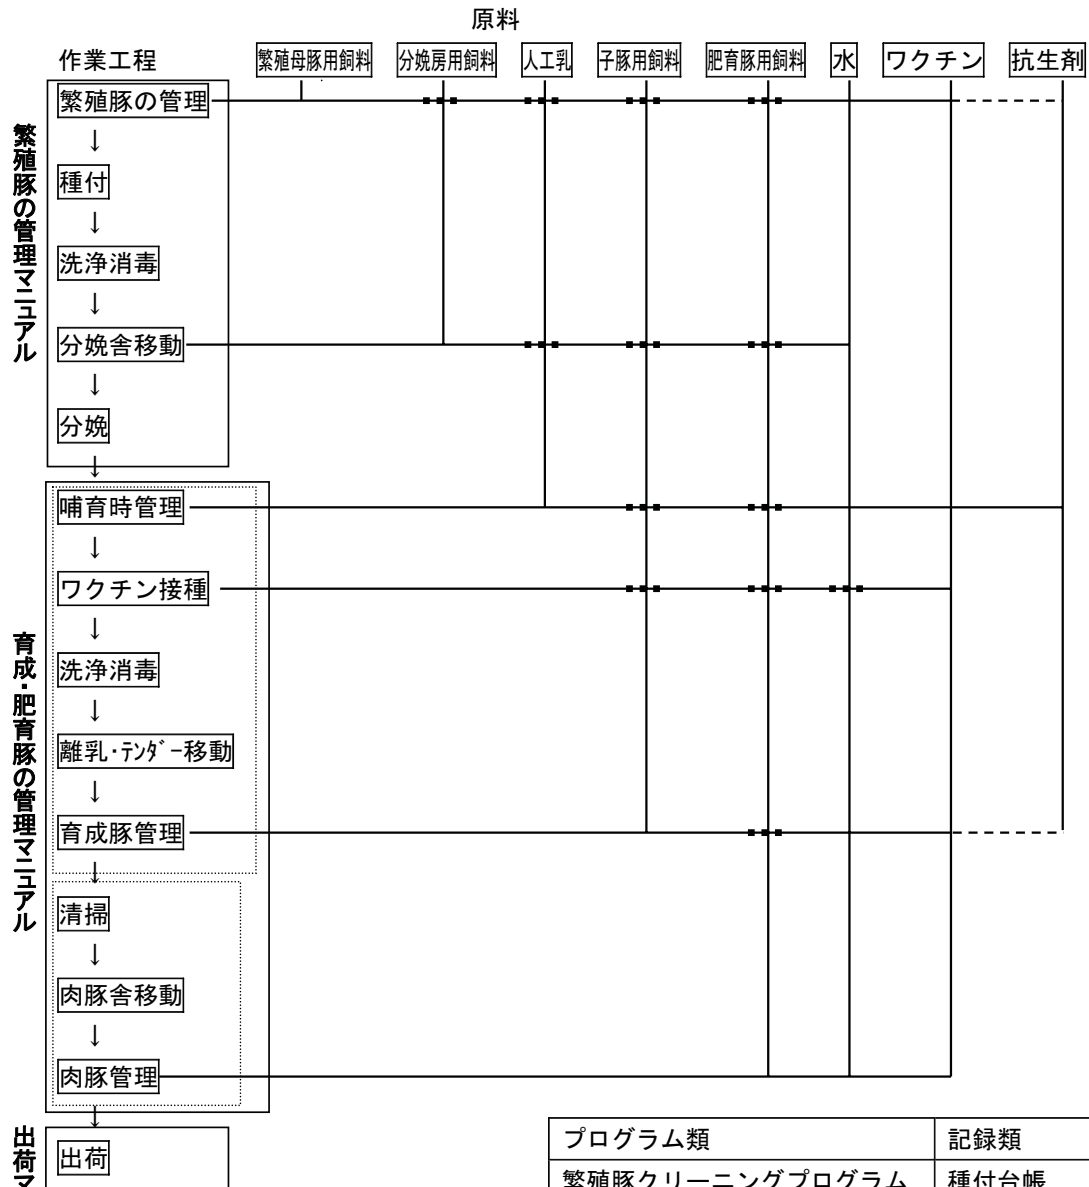 原料
作業工程
繁殖母豚用飼料 分娩房用飼料 人工乳 子豚用飼料 肥育豚用飼料 水 ワクチン 抗生剤
繁殖豚の管理マニュアル
繁殖豚の管理
↓
種付
↓
洗浄消毒
↓
分娩舎移動
↓
分娩
↓
育成・肥育豚の管理マニュアル
哺育時管理
↓
ワクチン接種
↓
洗浄消毒
↓
離乳・ﾃﾝﾀﾞｰ移動
↓
育成豚管理
↓
清掃
↓
肉豚舎移動
↓
肉豚管理
↓
出荷マ
出荷
プログラム類 記録類
繁殖豚クリーニングプログラム 種付台帳